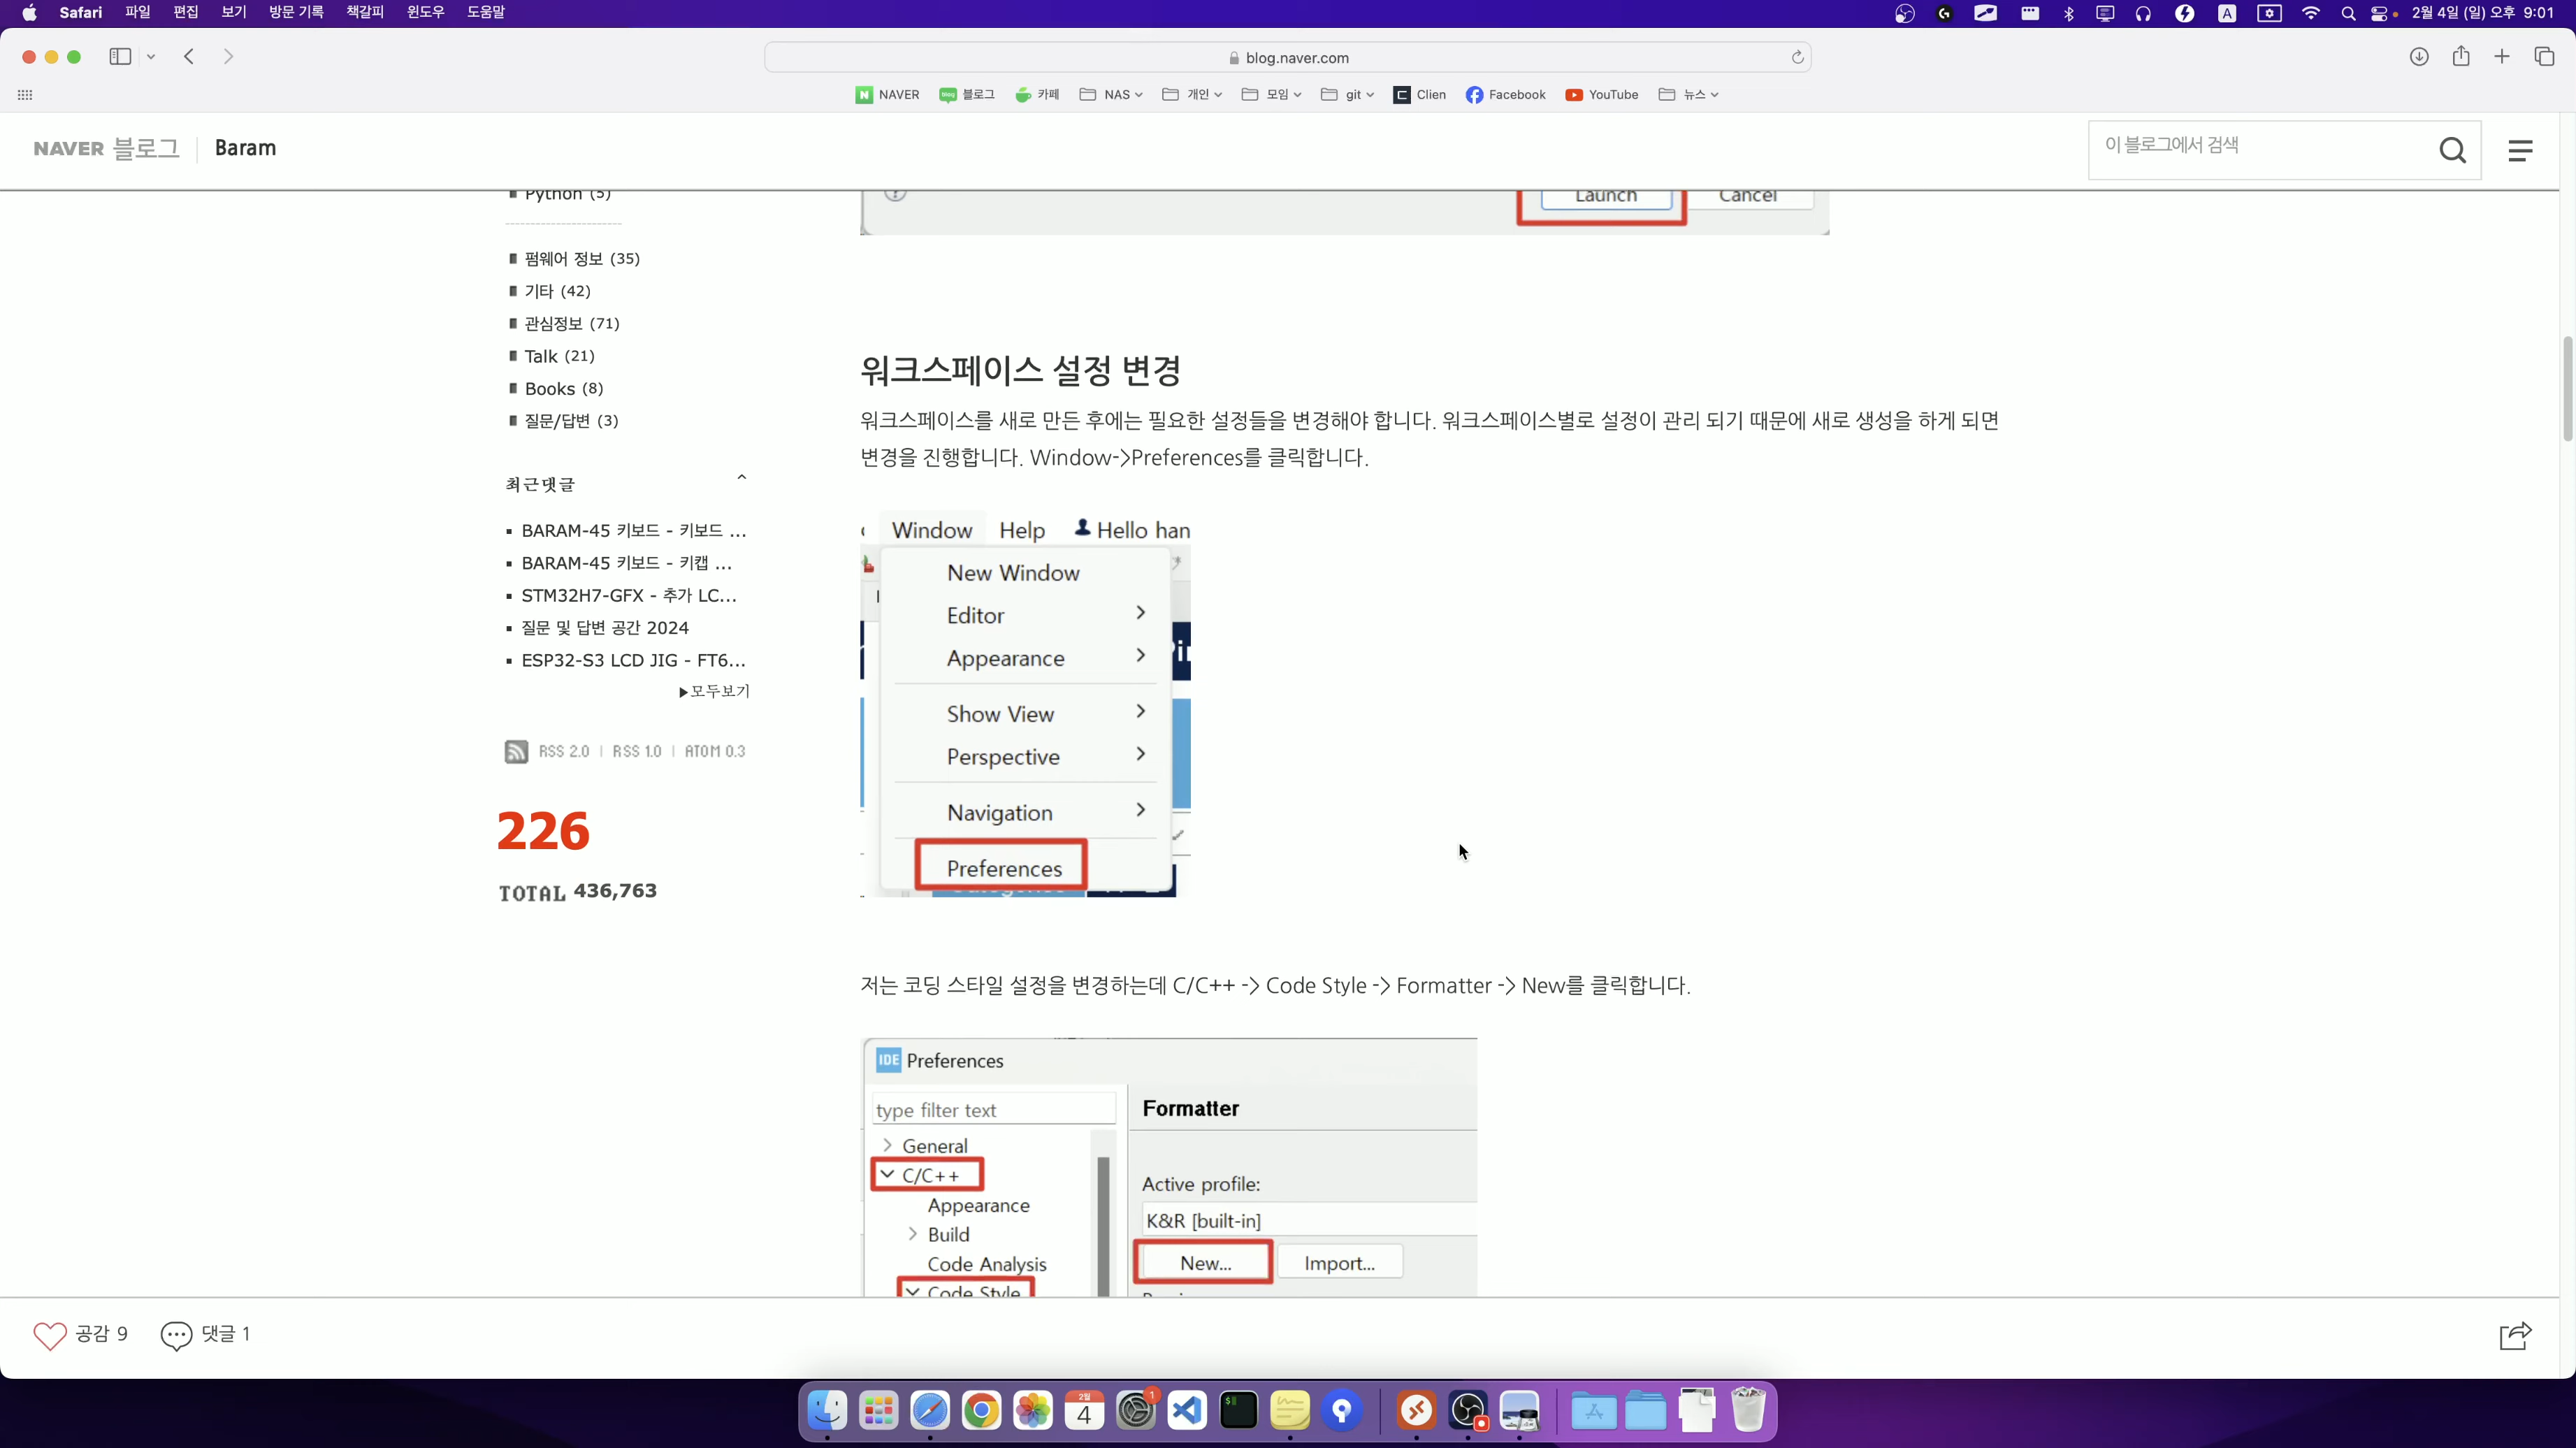 Safari 파일 편집 보기 방문 기록 책갈피 윈도우 도움말
A 2월 4일 (일) 오후 9:01
blog.naver.com
N NAVER blog 블로그 카페 NAS 개인 모임 git Clien Facebook YouTube 뉴스
NAVER 블로그 Baram
이 블로그에서 검색
Python (5)
펌웨어 정보 (35)
기타 (42)
관심정보 (71)
Talk (21)
Books (8)
질문/답변 (3)
최근댓글
BARAM-45 키보드 - 키보드 ...
BARAM-45 키보드 - 키캡 ...
STM32H7-GFX - 추가 LC...
질문 및 답변 공간 2024
ESP32-S3 LCD JIG - FT6...
▶모두보기
RSS 2.0 | RSS 1.0 | ATOM 0.3
226
TOTAL 436,763
Launch Cancel
워크스페이스 설정 변경
워크스페이스를 새로 만든 후에는 필요한 설정들을 변경해야 합니다. 워크스페이스별로 설정이 관리 되기 때문에 새로 생성을 하게 되면
변경을 진행합니다. Window->Preferences를 클릭합니다.
Window Help Hello han
New Window
Editor
Appearance
Show View
Perspective
Navigation
Preferences
저는 코딩 스타일 설정을 변경하는데 C/C++ -> Code Style -> Formatter -> New를 클릭합니다.
IDE Preferences
type filter text
General
C/C++
Appearance
Build
Code Analysis
Code Style
Formatter
Active profile:
K&R [built-in]
New... Import...
공감 9 댓글 1
2월
4
1